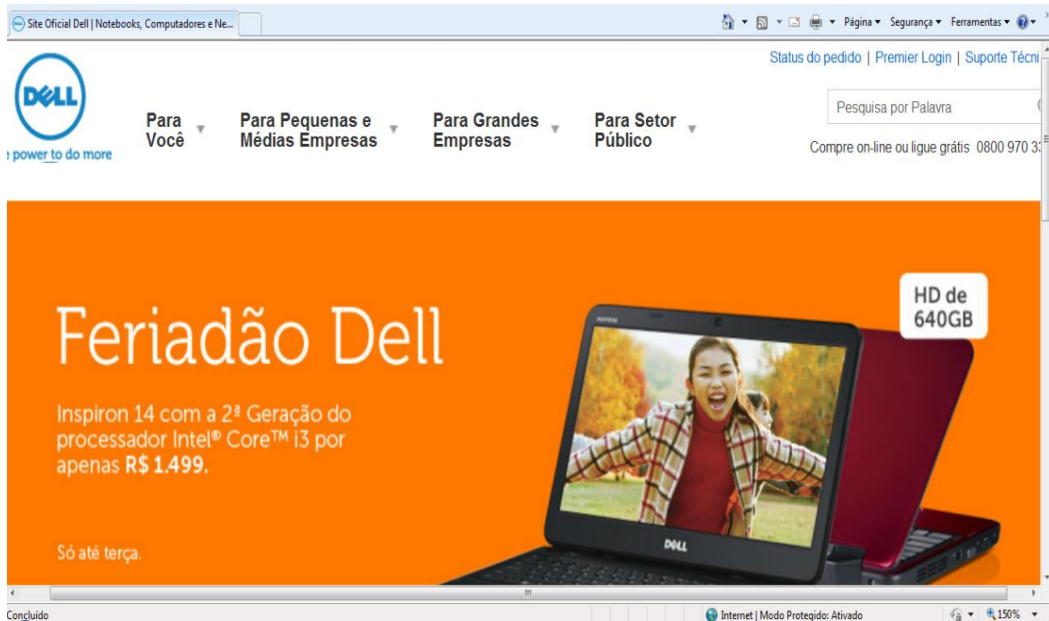 Site Oficial Dell | Notebooks, Computadores e Ne...
Página Segurança Ferramentas
Status do pedido | Premier Login | Suporte Técni
DELL
power to do more
Para Você
Para Pequenas e Médias Empresas
Para Grandes Empresas
Para Setor Público
Pesquisa por Palavra
Compre on-line ou ligue grátis 0800 970 33
HD de
640GB
Feriadão Dell
Inspiron 14 com a 2ª Geração do
processador Intel® Core™ i3 por
apenas R$ 1.499.
Só até terça.
INSPIRON
DELL
Concluído
Internet | Modo Protegido: Ativado
150%